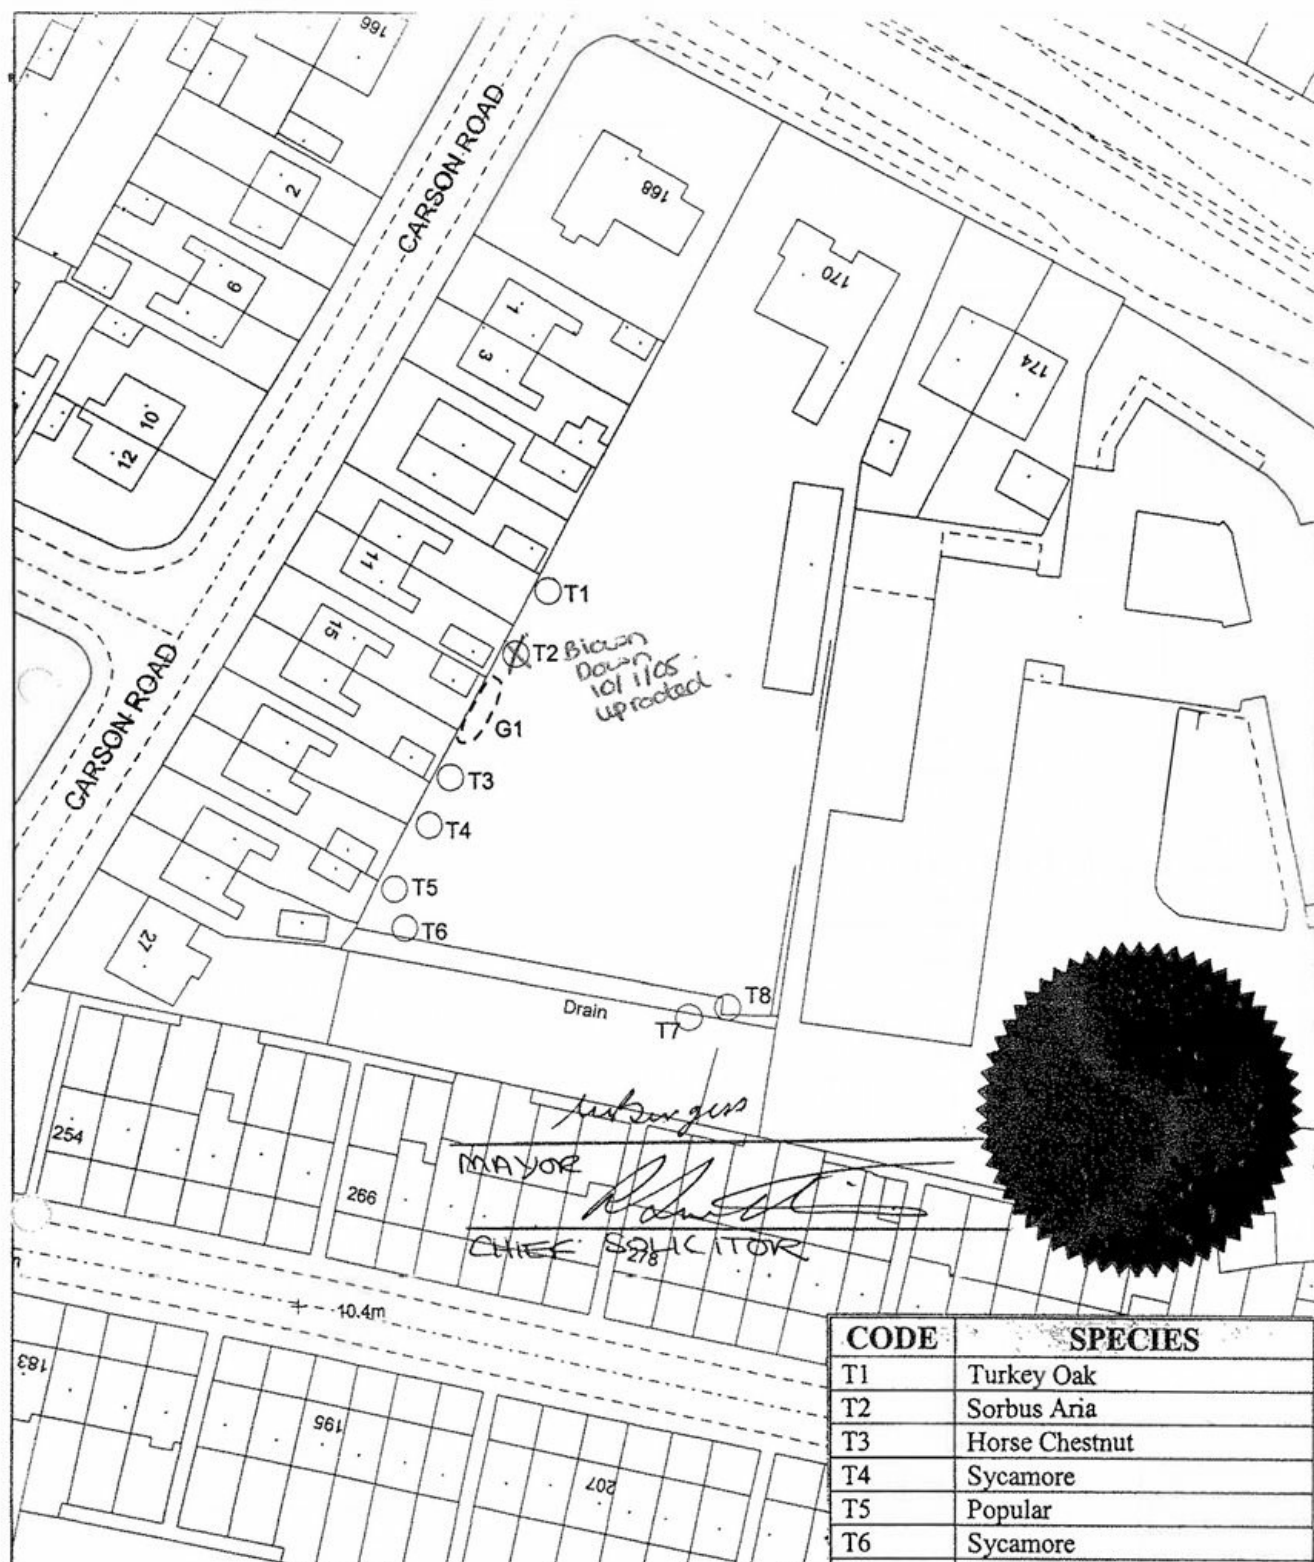 166
CARSON ROAD
2
168
170
6
1
3
174
10
12
11
T1
15
T2 Blown
Down
10/1/05
uprooted.
G1
CARSON ROAD
T3
T4
T5
T6
27
T8
Drain
T7
254
MAYOR
266
CHIEF SOLICITOR
278
10.4m
183
195
207
CODE SPECIES
T1 Turkey Oak
T2 Sorbus Aria
T3 Horse Chestnut
T4 Sycamore
T5 Popular
T6 Sycamore